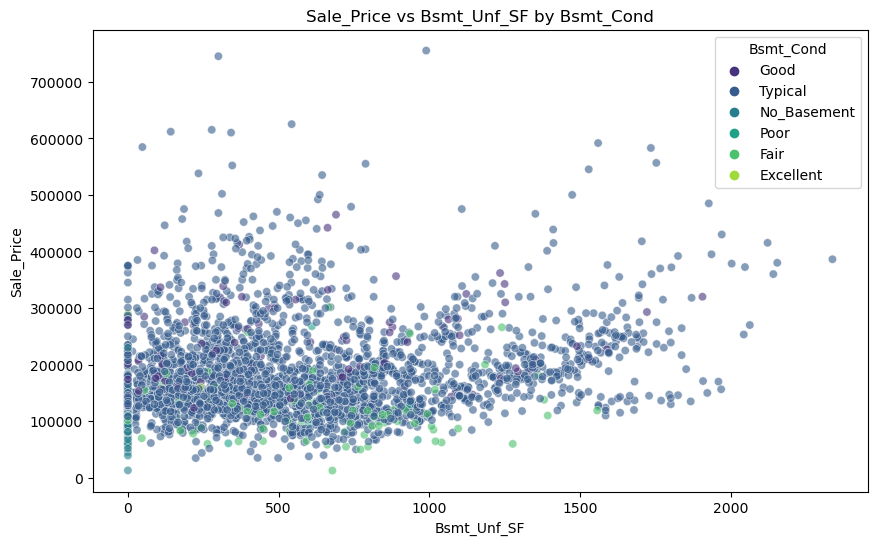 Sale_Price vs Bsmt_Unf_SF by Bsmt_Cond
Bsmt_Cond
Good
Typical
No_Basement
Poor
Fair
Excellent
700000
600000
500000
400000
300000
200000
100000
0
Sale_Price
0
500
1000
1500
2000
Bsmt_Unf_SF